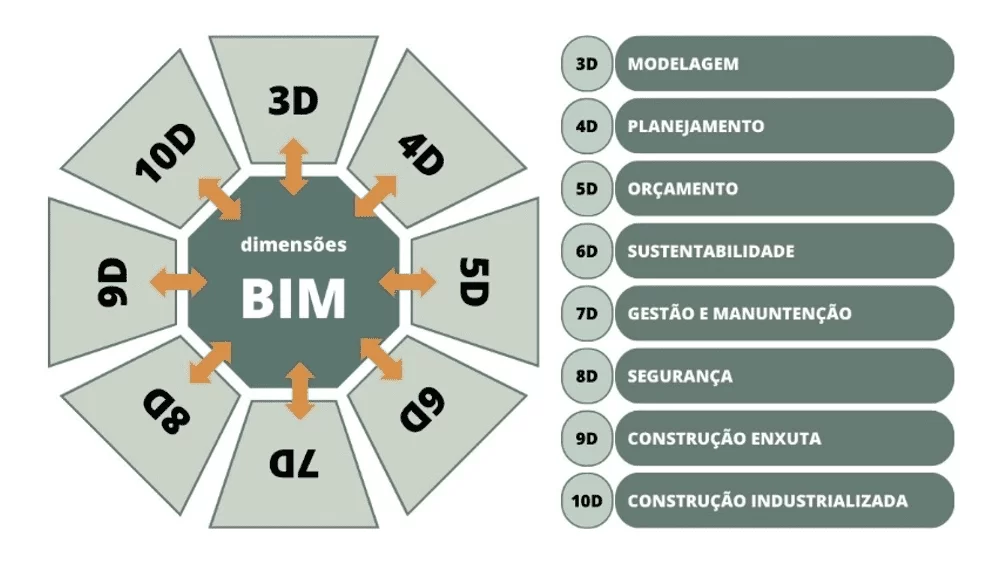 3D
4D
5D
6D
7D
8D
9D
10D
dimensões
BIM
3D MODELAGEM
4D PLANEJAMENTO
5D ORÇAMENTO
6D SUSTENTABILIDADE
7D GESTÃO E MANUNTENÇÃO
8D SEGURANÇA
9D CONSTRUÇÃO ENXUTA
10D CONSTRUÇÃO INDUSTRIALIZADA